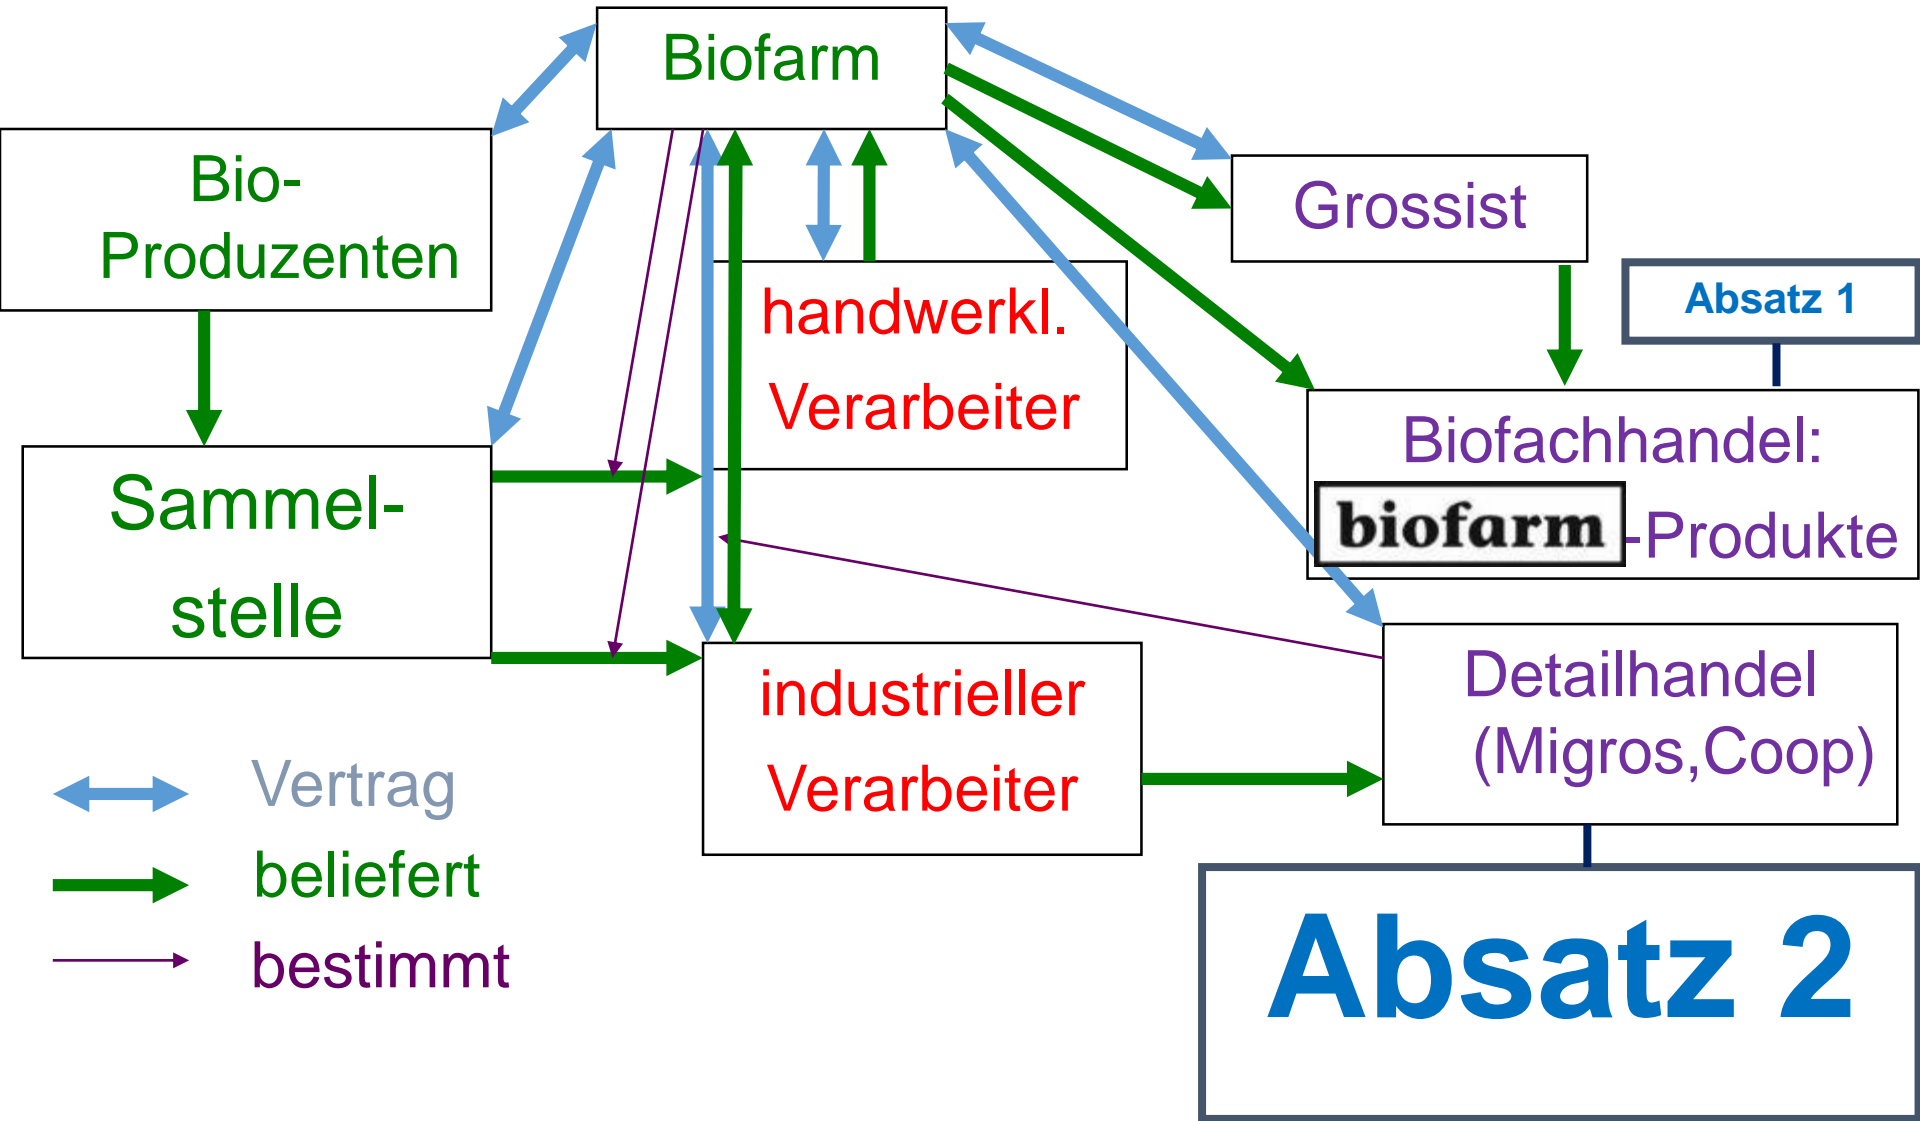 Biofarm
Bio-
Produzenten
Grossist
Absatz 1
handwerkl.
Verarbeiter
Biofachhandel:
biofarm -Produkte
Sammel-
stelle
industrieller
Verarbeiter
Detailhandel
(Migros,Coop)
Vertrag
beliefert
bestimmt
Absatz 2